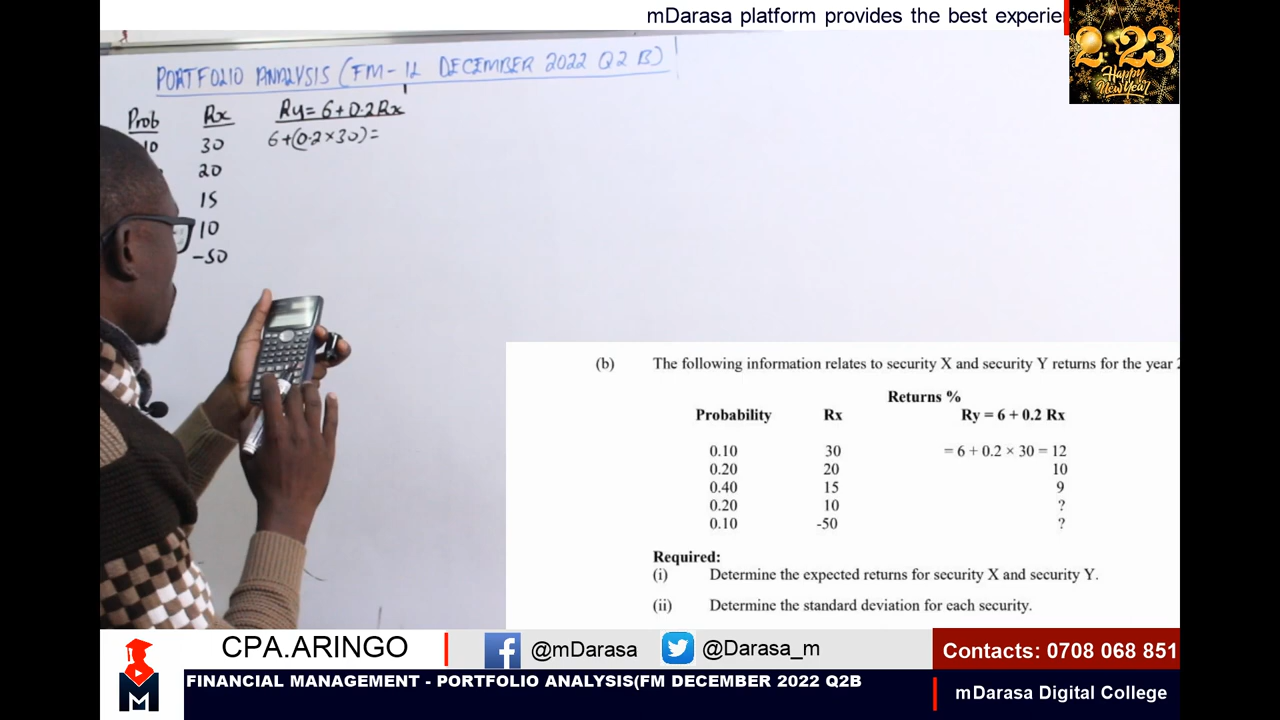 mDarasa platform provides the best experie
2023
Happy
New Year
PORTFOLIO ANALYSIS (FM-12 DECEMBER 2022 Q2 B)
Prob Rx Ry = 6+0.2Rx
10 30 6+(0.2×30)=
20
15
10
-50
(b) The following information relates to security X and security Y returns for the year
Returns %
Probability Rx Ry = 6 + 0.2 Rx
0.10 30 = 6 + 0.2 × 30 = 12
0.20 20 10
0.40 15 9
0.20 10 ?
0.10 -50 ?
Required:
(i) Determine the expected returns for security X and security Y.
(ii) Determine the standard deviation for each security.
CPA.ARINGO
@mDarasa
@Darasa_m
Contacts: 0708 068 851
M
FINANCIAL MANAGEMENT - PORTFOLIO ANALYSIS(FM DECEMBER 2022 Q2B
mDarasa Digital College